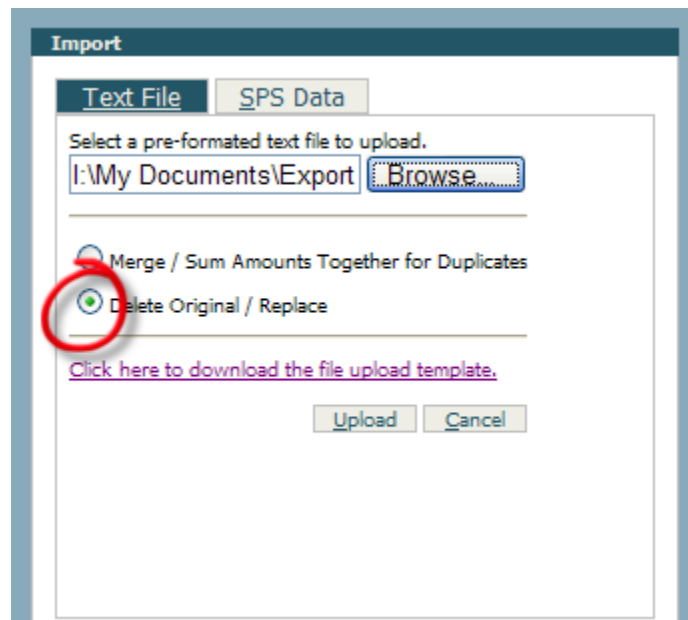 Import
Text File
SPS Data
Select a pre-formated text file to upload.
I:\My Documents\Export
Browse...
Merge / Sum Amounts Together for Duplicates
Delete Original / Replace
Click here to download the file upload template.
Upload
Cancel